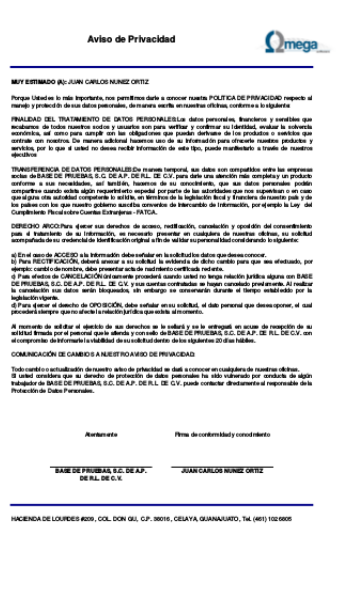 Aviso de Privacidad
Omega
MUY ESTIMADO (A): JUAN CARLOS NUNEZ ORTIZ
Porque Usted es lo más importante, nos permitimos darle a conocer nuestra POLITICA DE PRIVACIDAD respecto al
manejo y protección de sus datos personales, de manera escrita en nuestras oficinas, conforme a lo siguiente:
FINALIDAD DEL TRATAMIENTO DE DATOS PERSONALES:Los datos personales, financieros y sensibles que
recabamos de todos nuestros socios y usuarios son para verificar y confirmar su identidad, evaluar la solvencia
económica, así como para cumplir con las obligaciones que puedan derivarse de los productos o servicios que
contrate con nosotros. De manera adicional hacemos uso de su información para ofrecerle nuestros productos y
servicios, por lo que si usted no desea recibir información de este tipo, puede manifestarlo a través de nuestros
ejecutivos
TRANSFERENCIA DE DATOS PERSONALES:De manera temporal, sus datos son compartidos entre las empresas
socias de BASE DE PRUEBAS, S.C. DE A.P. DE R.L. DE C.V. para darle una atención más completa y un producto
conforme a sus necesidades, así también, hacemos de su conocimiento, que sus datos personales podrán
compartirse cuando exista algún requerimiento especial por parte de las autoridades que nos supervisan o en caso
que alguna otra autoridad competente lo solicite, en términos de la legislación fiscal y financiera de nuestro país y de
los países con los que nuestro gobierno suscriba convenios de Intercambio de Información, por ejemplo la Ley del
Cumplimiento Fiscal sobre Cuentas Extranjeras - FATCA.
DERECHO ARCO:Para ejercer sus derechos de acceso, rectificación, cancelación y oposición del consentimiento
para el tratamiento de su información, es necesario presentar en cualquiera de nuestras oficinas, su solicitud
acompañada de su credencial de identificación original a fin de validar su personalidad considerando lo siguiente:
a) En el caso de ACCESO a la información debe señalar en la solicitud los datos que desea conocer.
b) Para RECTIFICACIÓN, deberá anexar a su solicitud la evidencia de dicho cambio para que sea efectuado, por
ejemplo: cambio de nombre, debe presentar acta de nacimiento certificada reciente.
c) Para efectos de CANCELACIÓN únicamente procederá cuando usted no tenga relación jurídica alguna con BASE
DE PRUEBAS, S.C. DE A.P. DE R.L. DE C.V. y sus cuentas contratadas se hayan cancelado previamente. Al realizar
la cancelación sus datos serán bloqueados, sin embargo se conservarán durante el tiempo establecido por la
legislación vigente.
d) Para ejercer el derecho de OPOSICIÓN, debe señalar en su solicitud, el dato personal que desea oponer, el cual
procederá siempre que no afecte la relación jurídica que exista al momento.
Al momento de solicitar el ejercicio de sus derechos se le sellará y se le entregará en acuse de recepción de su
solicitud firmada por el personal que le atienda y con sello de BASE DE PRUEBAS, S.C. DE A.P. DE R.L. DE C.V. con
el compromiso de informarle la viabilidad de su solicitud dentro de los siguientes 20 días hábiles.
COMUNICACIÓN DE CAMBIOS A NUESTRO AVISO DE PRIVACIDAD:
Todo cambio o actualización de nuestro aviso de privacidad se dará a conocer en cualquiera de nuestras oficinas.
Si usted considera que su derecho de protección de datos personales ha sido vulnerado por conducta de algún
trabajador de BASE DE PRUEBAS, S.C. DE A.P. DE R.L. DE C.V. puede contactar directamente al responsable de la
Protección de Datos Personales.
Atentamente Firma de conformidad y conocimiento
BASE DE PRUEBAS, S.C. DE A.P. JUAN CARLOS NUNEZ ORTIZ
DE R.L. DE C.V.
HACIENDA DE LOURDES #209 , COL. DON GU, C.P. 38016 , CELAYA, GUANAJUATO , Tel. (461) 1026605